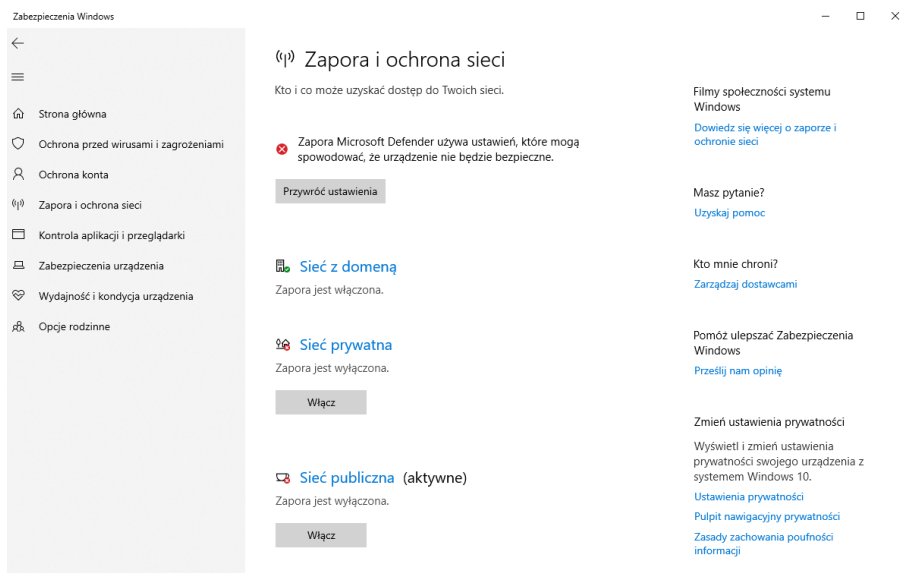 Zabezpieczenia Windows
Strona główna
Ochrona przed wirusami i zagrożeniami
Ochrona konta
Zapora i ochrona sieci
Kontrola aplikacji i przeglądarki
Zabezpieczenia urządzenia
Wydajność i kondycja urządzenia
Opcje rodzinne
Zapora i ochrona sieci
Kto i co może uzyskać dostęp do Twoich sieci.
Zapora Microsoft Defender używa ustawień, które mogą
spowodować, że urządzenie nie będzie bezpieczne.
Przywróć ustawienia
Sieć z domeną
Zapora jest włączona.
Sieć prywatna
Zapora jest wyłączona.
Włącz
Sieć publiczna (aktywne)
Zapora jest wyłączona.
Włącz
Filmy społeczności systemu
Windows
Dowiedz się więcej o zaporze i
ochronie sieci
Masz pytanie?
Uzyskaj pomoc
Kto mnie chroni?
Zarządzaj dostawcami
Pomóż ulepszać Zabezpieczenia
Windows
Prześlij nam opinię
Zmień ustawienia prywatności
Wyświetl i zmień ustawienia
prywatności swojego urządzenia z
systemem Windows 10.
Ustawienia prywatności
Pulpit nawigacyjny prywatności
Zasady zachowania poufności
informacji